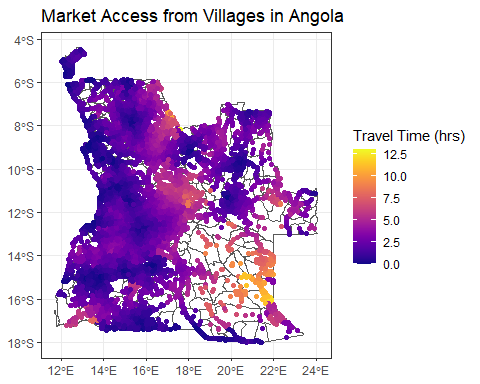 Market Access from Villages in Angola
4°S
6°S
8°S
10°S
12°S
14°S
16°S
18°S
12°E
14°E
16°E
18°E
20°E
22°E
24°E
Travel Time (hrs)
12.5
10.0
7.5
5.0
2.5
0.0